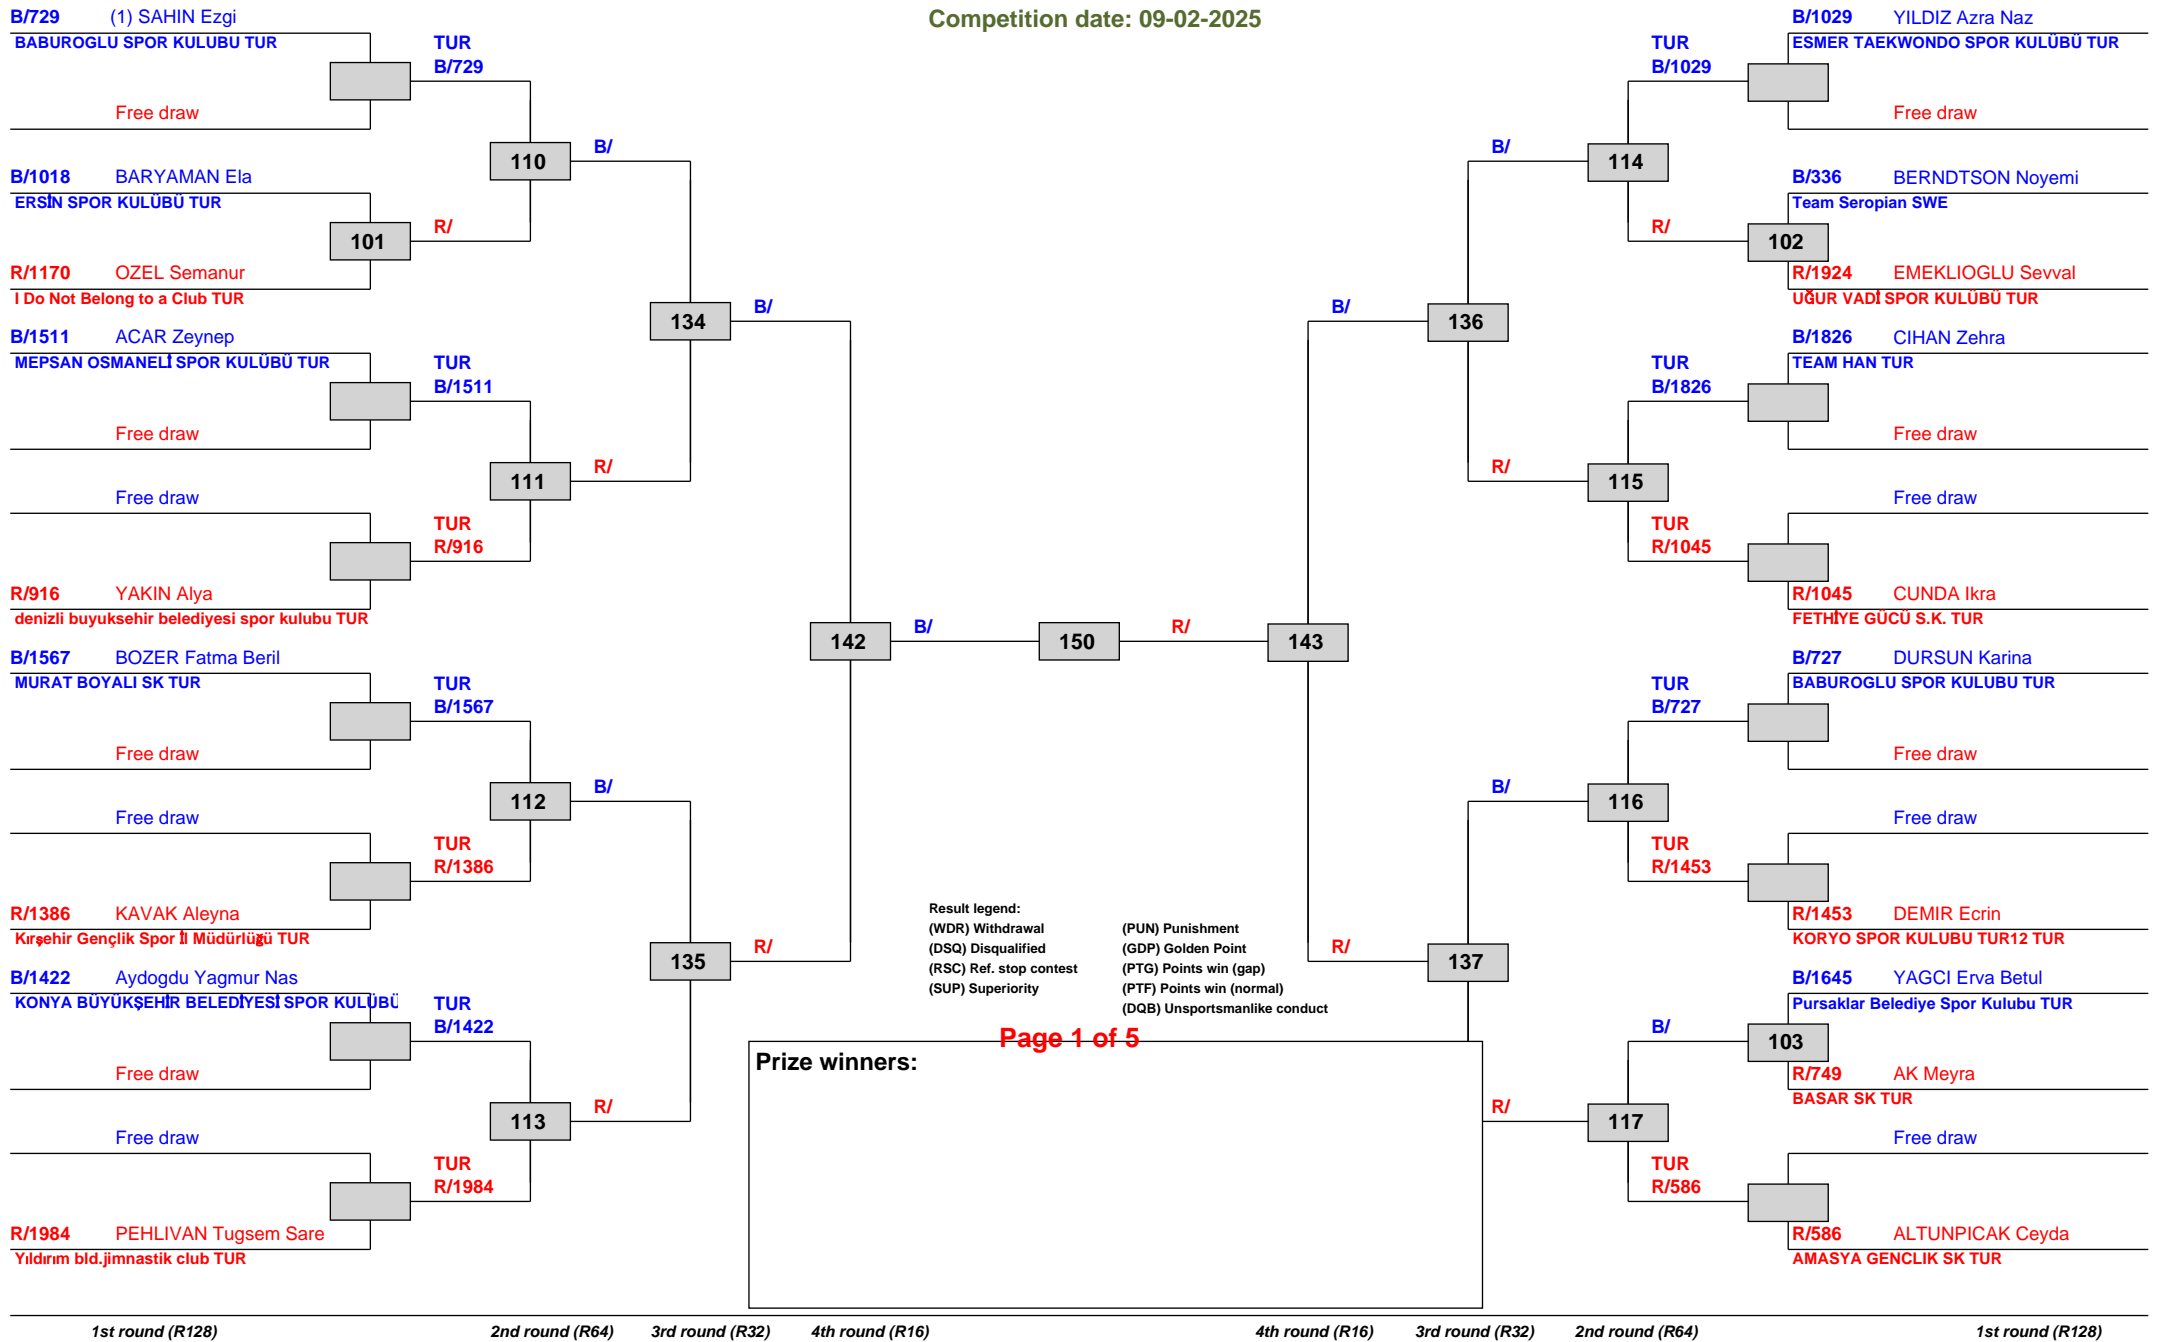 Competition date: 09-02-2025
B/729 (1) SAHIN Ezgi
BABUROGLU SPOR KULUBU TUR
TUR
B/729
Free draw
110
B/
B/1018 BARYAMAN Ela
ERSİN SPOR KULÜBÜ TUR
101
R/
R/1170 OZEL Semanur
I Do Not Belong to a Club TUR
134
B/
B/1511 ACAR Zeynep
MEPSAN OSMANELİ SPOR KULÜBÜ TUR
TUR
B/1511
Free draw
111
R/
Free draw
TUR
R/916
R/916 YAKIN Alya
denizli buyuksehir belediyesi spor kulubu TUR
142
B/
150
R/
143
B/1567 BOZER Fatma Beril
MURAT BOYALI SK TUR
TUR
B/1567
Free draw
112
B/
Free draw
TUR
R/1386
R/1386 KAVAK Aleyna
Kırşehir Gençlik Spor İl Müdürlüğü TUR
135
R/
B/1422 Aydogdu Yagmur Nas
KONYA BÜYÜKŞEHİR BELEDİYESİ SPOR KULÜBÜ
TUR
B/1422
Free draw
113
R/
Free draw
TUR
R/1984
R/1984 PEHLIVAN Tugsem Sare
Yıldırım bld.jimnastik club TUR
B/1029 YILDIZ Azra Naz
ESMER TAEKWONDO SPOR KULÜBÜ TUR
TUR
B/1029
Free draw
B/
114
B/336 BERNDTSON Noyemi
Team Seropian SWE
R/
102
R/1924 EMEKLIOGLU Sevval
UĞUR VADİ SPOR KULÜBÜ TUR
B/
136
B/1826 CIHAN Zehra
TEAM HAN TUR
TUR
B/1826
Free draw
R/
115
Free draw
TUR
R/1045
R/1045 CUNDA Ikra
FETHİYE GÜCÜ S.K. TUR
B/727 DURSUN Karina
BABUROGLU SPOR KULUBU TUR
TUR
B/727
Free draw
B/
116
Free draw
TUR
R/1453
R/1453 DEMIR Ecrin
KORYO SPOR KULUBU TUR12 TUR
R/
137
B/1645 YAGCI Erva Betul
Pursaklar Belediye Spor Kulubu TUR
B/
103
R/749 AK Meyra
BASAR SK TUR
R/
117
Free draw
TUR
R/586
R/586 ALTUNPICAK Ceyda
AMASYA GENCLIK SK TUR
Result legend:
(WDR) Withdrawal (PUN) Punishment
(DSQ) Disqualified (GDP) Golden Point
(RSC) Ref. stop contest (PTG) Points win (gap)
(SUP) Superiority (PTF) Points win (normal)
(DQB) Unsportsmanlike conduct
Page 1 of 5
Prize winners:
1st round (R128) 2nd round (R64) 3rd round (R32) 4th round (R16) 4th round (R16) 3rd round (R32) 2nd round (R64) 1st round (R128)